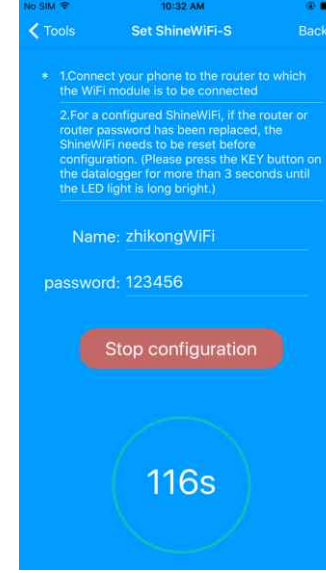 No SIM 10:32 AM
Tools Set ShineWiFi-S Back
* 1.Connect your phone to the router to which
the WiFi module is to be connected
2.For a configured ShineWiFi, if the router or
router password has been replaced, the
ShineWiFi needs to be reset before
configuration. (Please press the KEY button on
the datalogger for more than 3 seconds until
the LED light is long bright.)
Name: zhikongWiFi
password: 123456
Stop configuration
116s